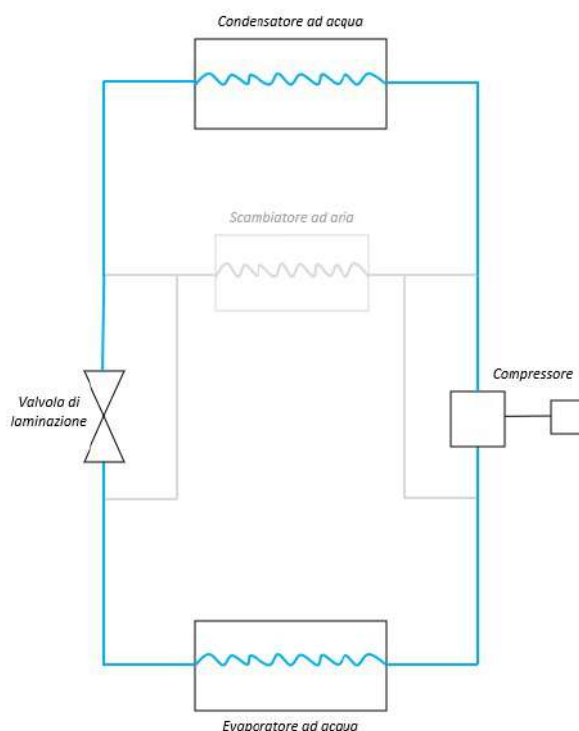 Condensatore ad acqua
Scambiatore ad aria
Compressore
Valvola di
laminazione
Evaporatore ad acqua